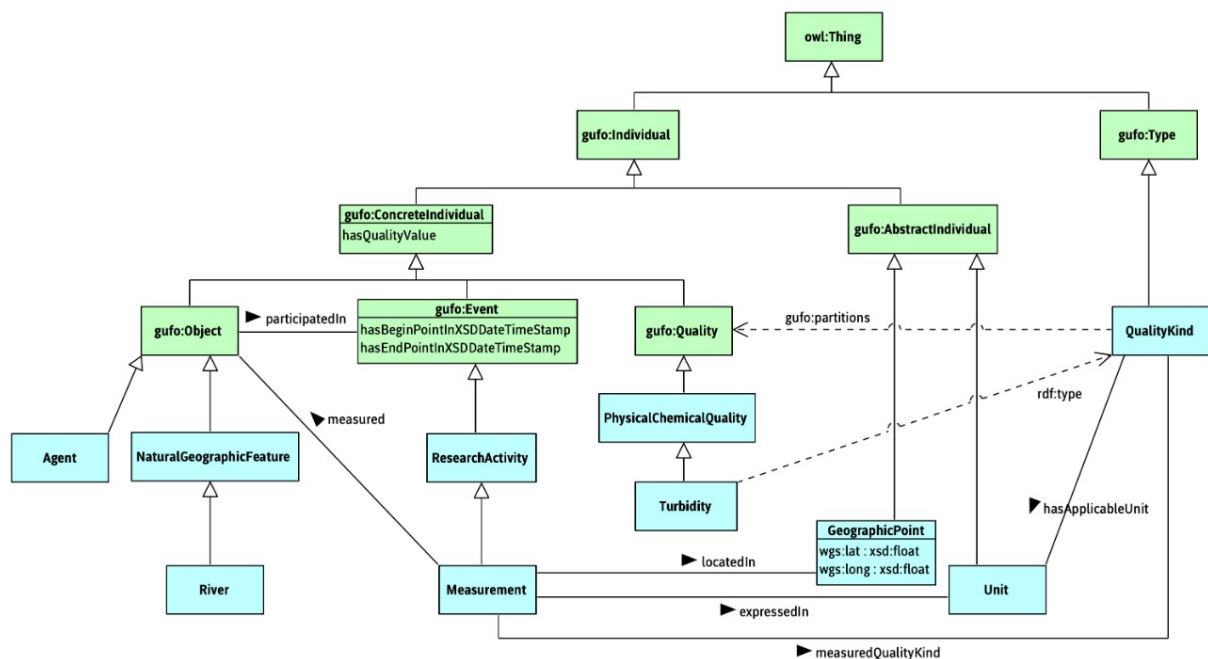 owl:Thing
gufo:Individual
gufo:Type
gufo:ConcreteIndividual
hasQualityValue
gufo:AbstractIndividual
gufo:Object
participatedIn
gufo:Event
hasBeginPointInXSDDateTimeStamp
hasEndPointInXSDDateTimeStamp
gufo:Quality
gufo:partitions
QualityKind
rdf:type
measured
PhysicalChemicalQuality
Agent
NaturalGeographicFeature
ResearchActivity
Turbidity
hasApplicableUnit
GeographicPoint
wgs:lat : xsd:float
wgs:long : xsd:float
locatedIn
River
Measurement
Unit
expressedIn
measuredQualityKind